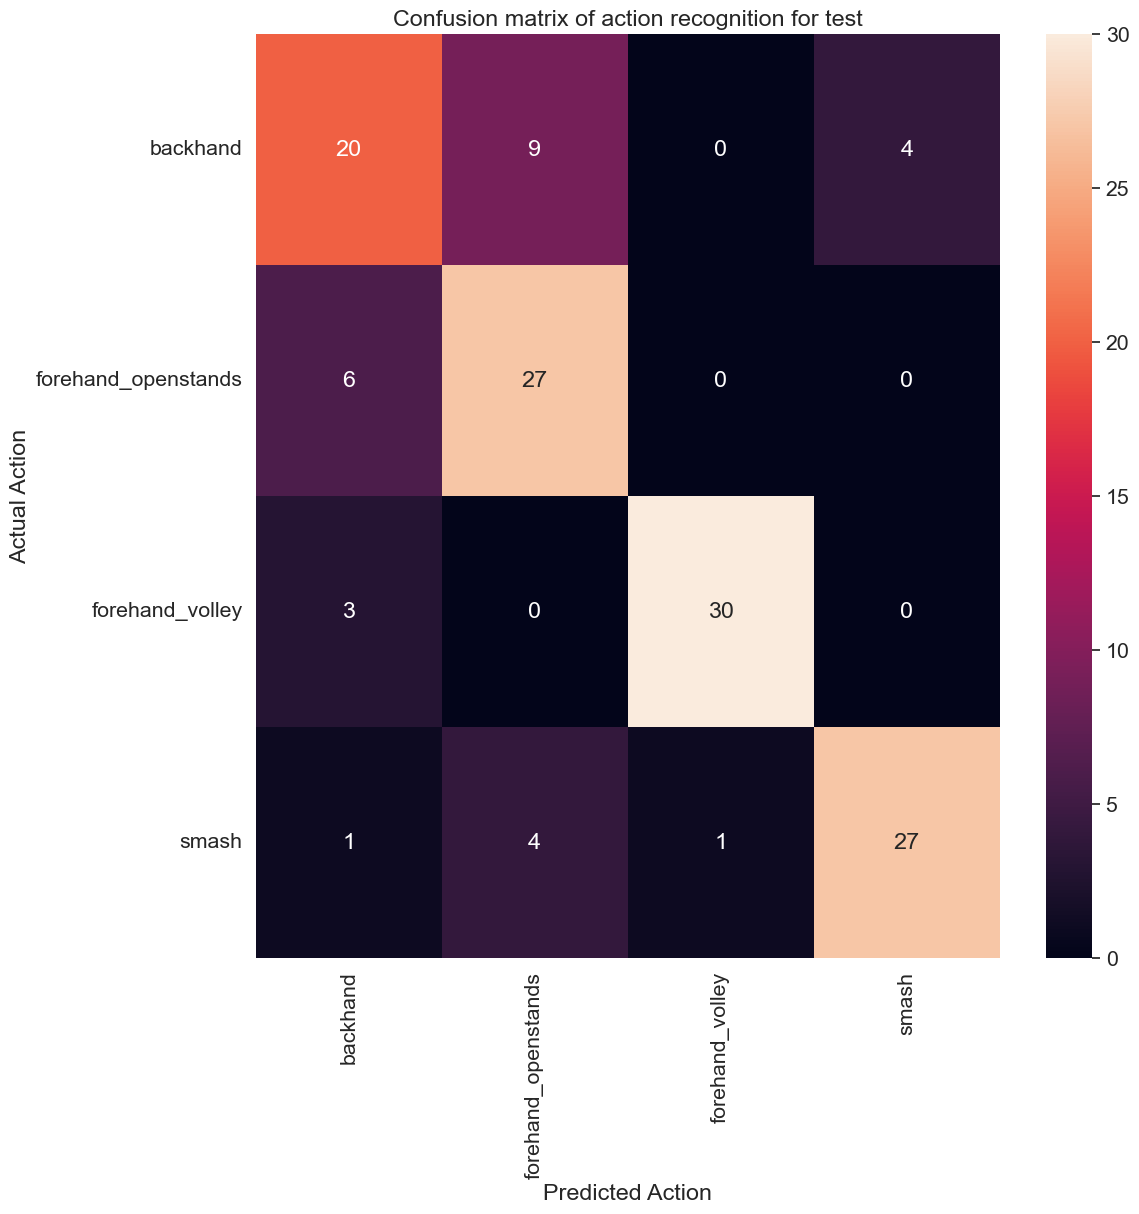 Confusion matrix of action recognition for test
30
backhand 20 9 0 4
25
20
forehand_openstands 6 27 0 0
15
Actual Action
forehand_volley 3 0 30 0
10
5
smash 1 4 1 27
0
backhand
forehand_openstands
forehand_volley
smash
Predicted Action